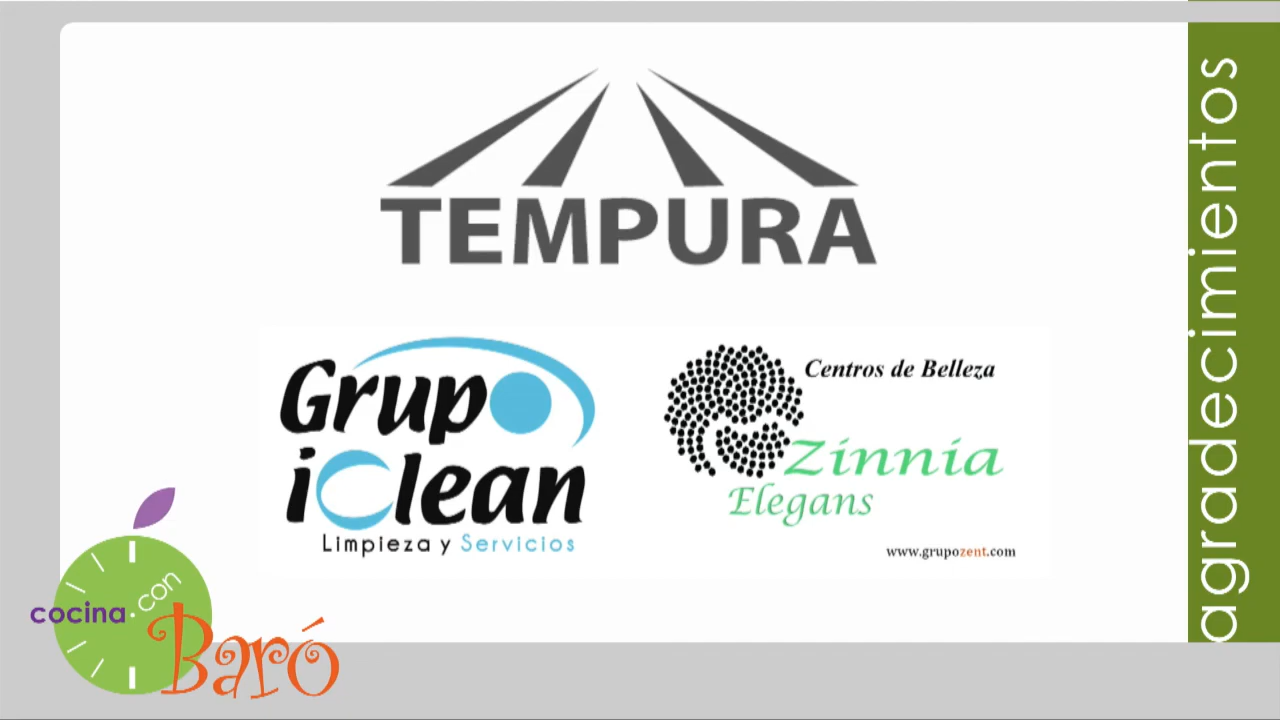 TEMPURA
Grupo
iClean
Limpieza y Servicios
Centros de Belleza
Zinnia
Elegans
www.grupozent.com
agradecimientos
cocina con
Baró